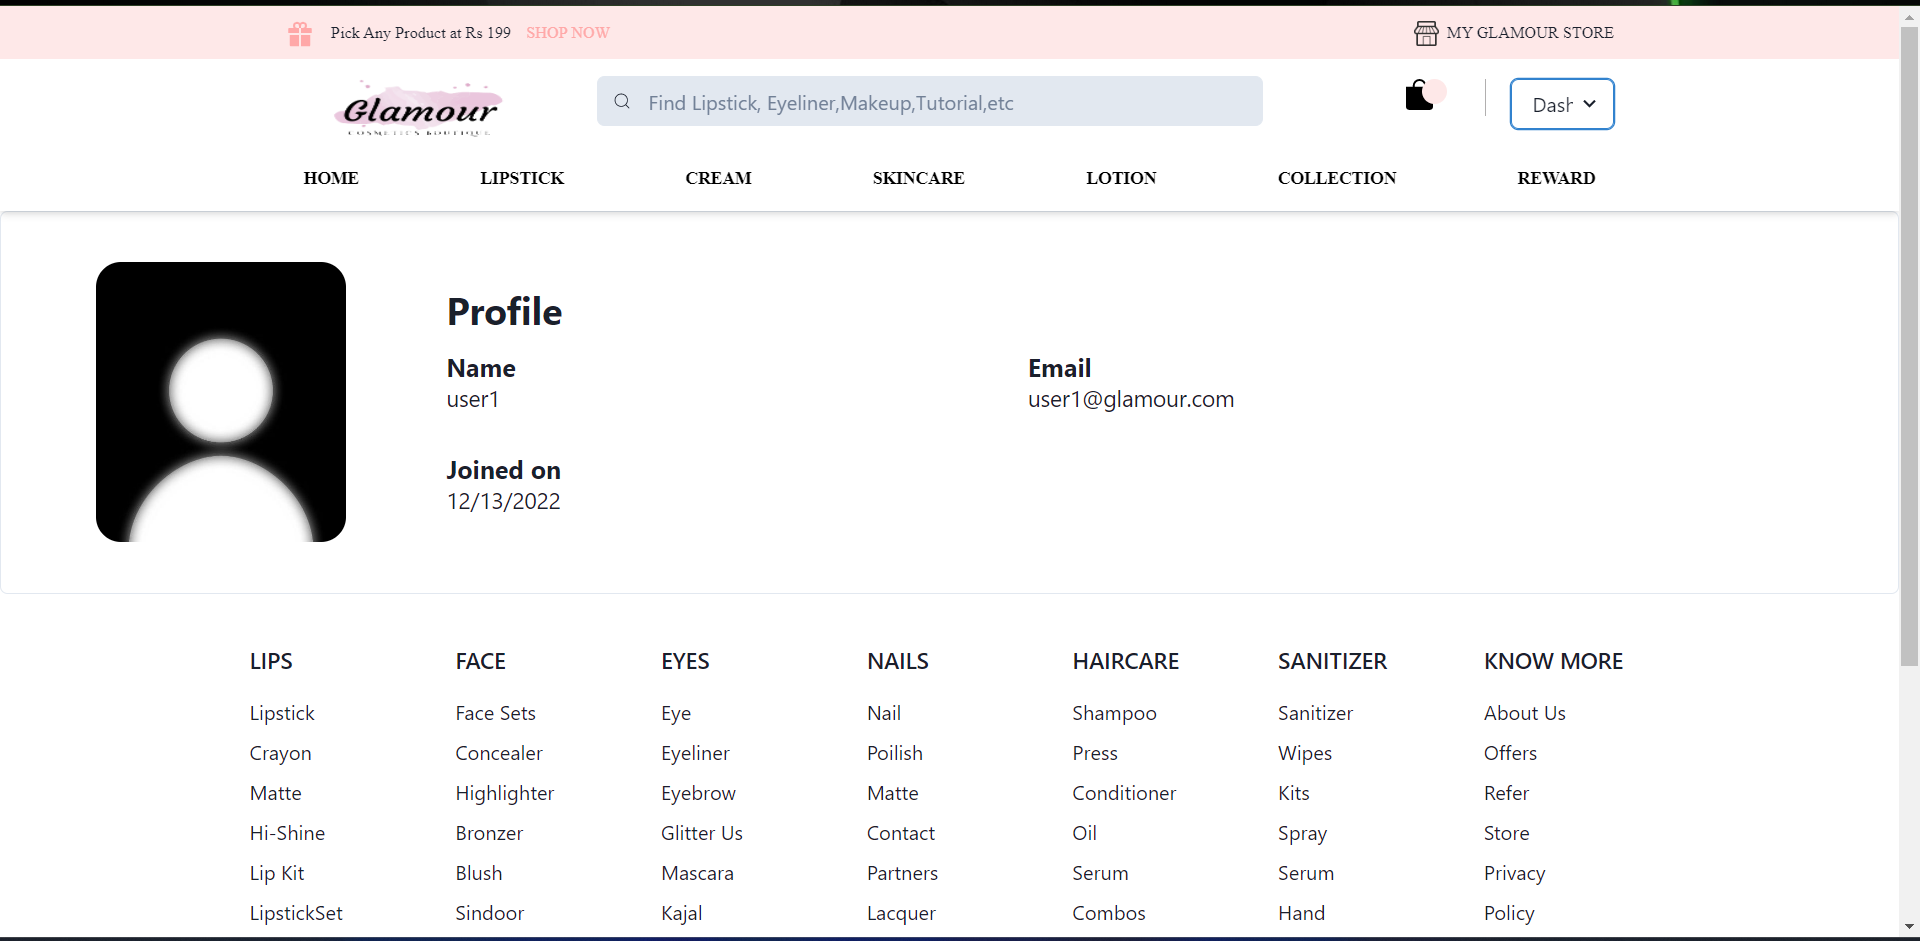 Pick Any Product at Rs 199 SHOP NOW MY GLAMOUR STORE
Glamour
COSMETICS BOUTIQUE
Find Lipstick, Eyeliner,Makeup,Tutorial,etc
Dash
HOME LIPSTICK CREAM SKINCARE LOTION COLLECTION REWARD
Profile
Name Email
user1 user1@glamour.com
Joined on
12/13/2022
LIPS FACE EYES NAILS HAIRCARE SANITIZER KNOW MORE
Lipstick Face Sets Eye Nail Shampoo Sanitizer About Us
Crayon Concealer Eyeliner Poilish Press Wipes Offers
Matte Highlighter Eyebrow Matte Conditioner Kits Refer
Hi-Shine Bronzer Glitter Us Contact Oil Spray Store
Lip Kit Blush Mascara Partners Serum Serum Privacy
LipstickSet Sindoor Kajal Lacquer Combos Hand Policy